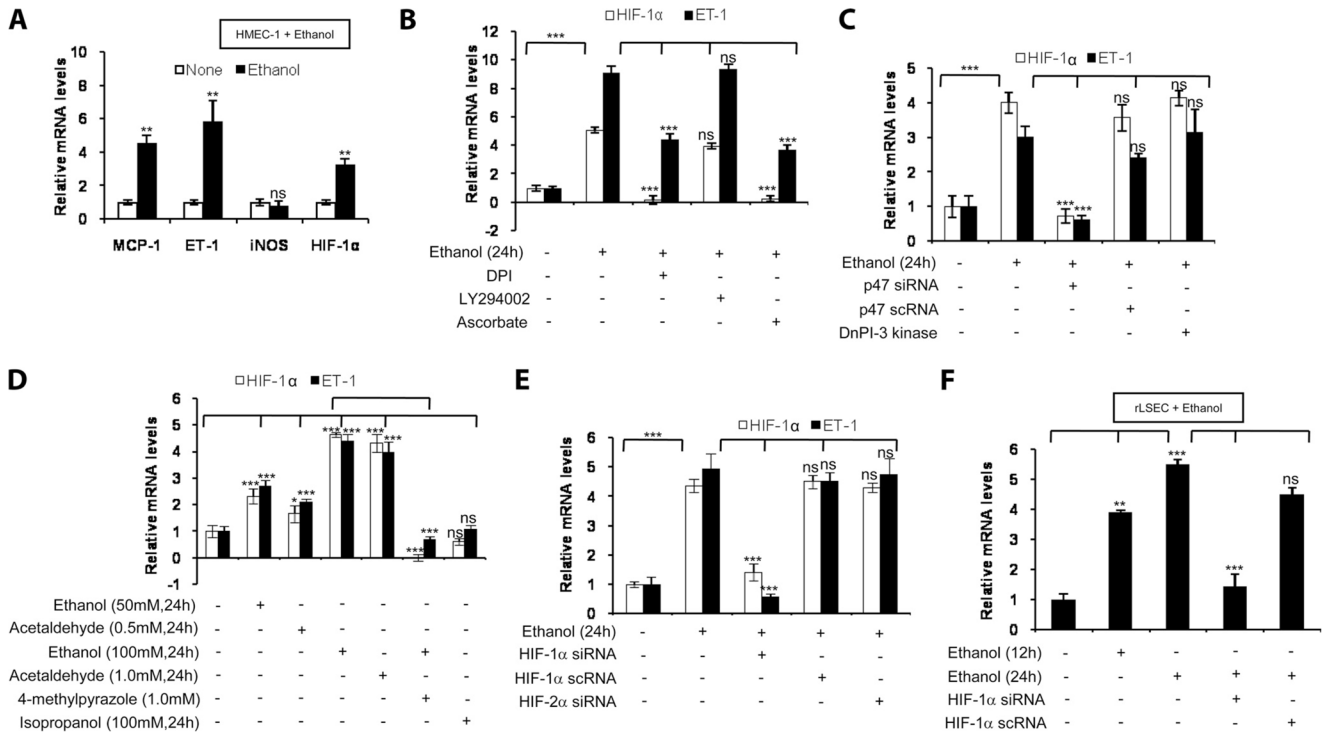 A
HMEC-1 + Ethanol
None Ethanol
Relative mRNA levels
10
8
6
4
2
0
** ** ns **
MCP-1 ET-1 iNOS HIF-1α
B
HIF-1α ET-1
Relative mRNA levels
12
10
8
6
4
2
0
-2
***
*** *** ns ns *** ***
Ethanol (24h) - + + + +
DPI - - + - -
LY294002 - - - + -
Ascorbate - - - - +
C
HIF-1α ET-1
Relative mRNA levels
5
4
3
2
1
0
***
*** *** ns ns ns ns
Ethanol (24h) - + + + +
p47 siRNA - - + - -
p47 scRNA - - - + -
DnPI-3 kinase - - - - +
D
HIF-1α ET-1
Relative mRNA levels
6
5
4
3
2
1
0
-1
*** *** * *** *** *** *** *** *** *** ns ns
Ethanol (50mM,24h) - + - - - - -
Acetaldehyde (0.5mM,24h) - - + - - - -
Ethanol (100mM,24h) - - - + - + -
Acetaldehyde (1.0mM,24h) - - - - + - -
4-methylpyrazole (1.0mM) - - - - - + -
Isopropanol (100mM,24h) - - - - - - +
E
HIF-1α ET-1
Relative mRNA levels
6
5
4
3
2
1
0
***
*** *** ns ns ns ns
Ethanol (24h) - + + + +
HIF-1α siRNA - - + - -
HIF-1α scRNA - - - + -
HIF-2α siRNA - - - - +
F
rLSEC + Ethanol
Relative mRNA levels
6
5
4
3
2
1
0
** *** *** ns
Ethanol (12h) - + - - -
Ethanol (24h) - - + + +
HIF-1α siRNA - - - + -
HIF-1α scRNA - - - - +